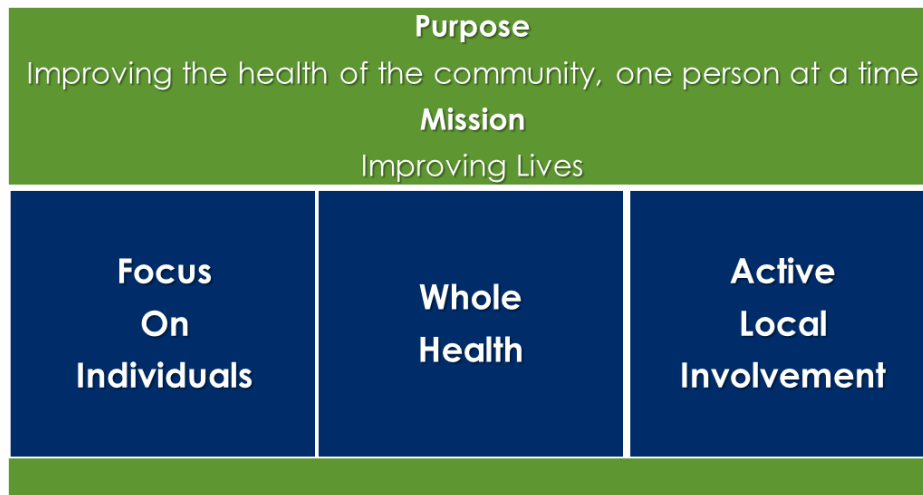 Purpose
Improving the health of the community, one person at a time
Mission
Improving Lives
Focus
On
Individuals
Whole
Health
Active
Local
Involvement